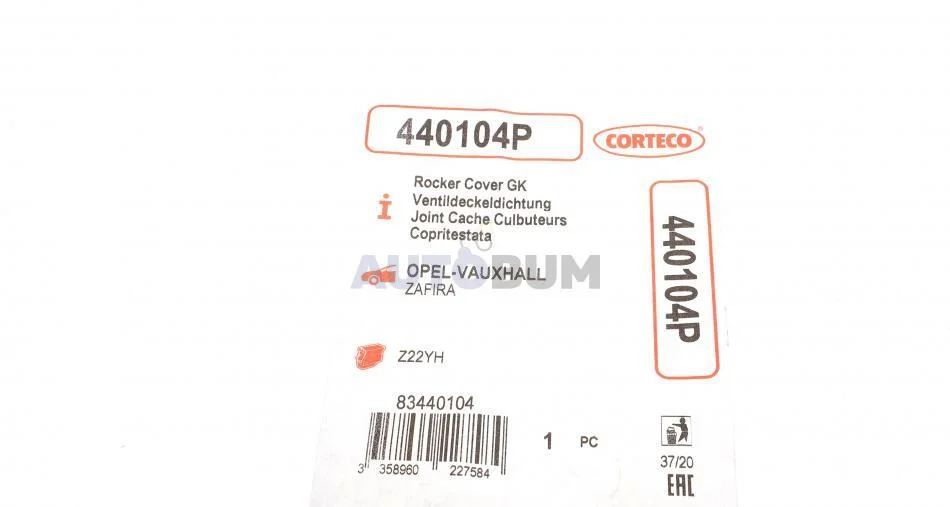 440104P
CORTECO
Rocker Cover GK
Ventildeckeldichtung
Joint Cache Culbuteurs
Copritestata
440104P
AUTOBUM
OPEL-VAUXHALL
ZAFIRA
Z22YH
83440104
3 358960 227584
1 PC
37/20
EAC